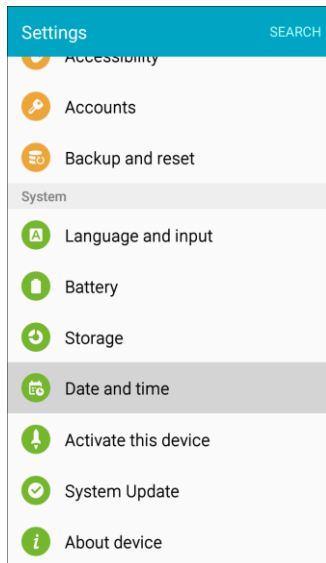 Settings
SEARCH
Accessibility
Accounts
Backup and reset
System
A
Language and input
Battery
Storage
Date and time
Activate this device
System Update
i
About device